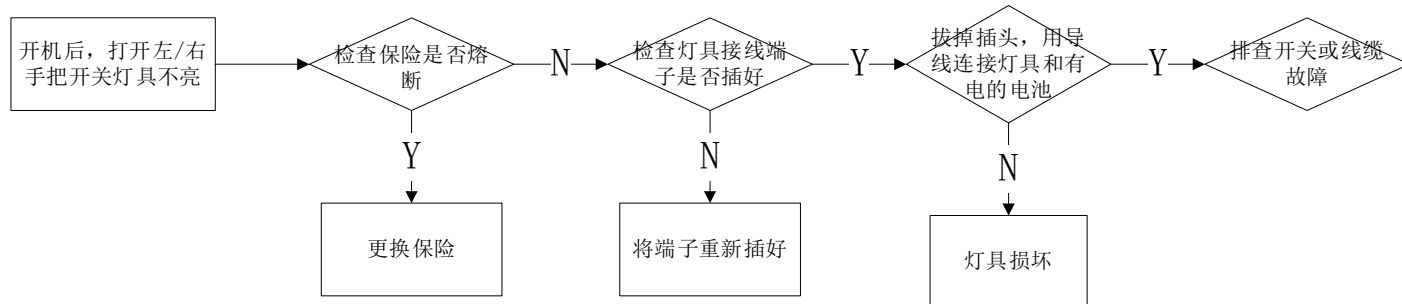 开机后，打开左/右
手把开关灯具不亮
检查保险是否熔
断
N
检查灯具接线端
子是否插好
Y
拔掉插头，用导
线连接灯具和有
电的电池
Y
排查开关或线缆
故障
Y
N
N
更换保险
将端子重新插好
灯具损坏